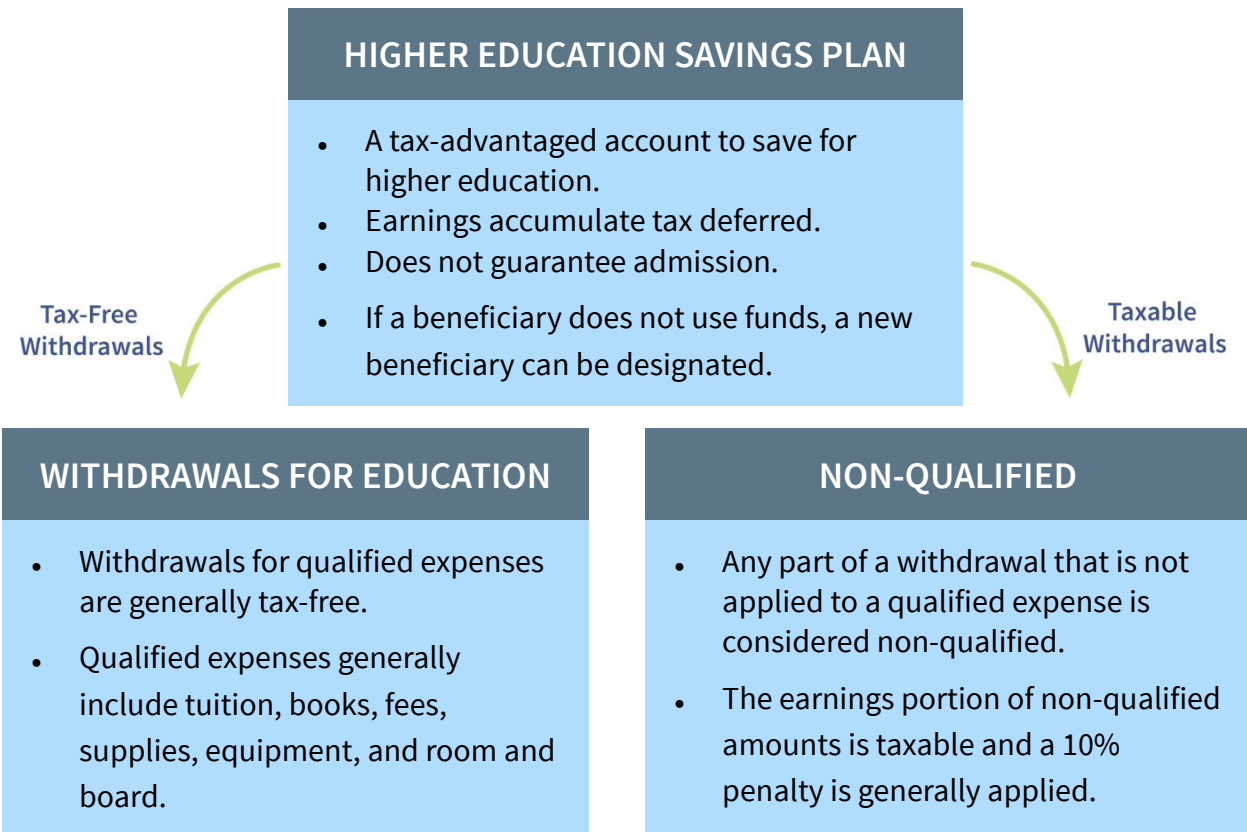 HIGHER EDUCATION SAVINGS PLAN
• A tax-advantaged account to save for
higher education.
• Earnings accumulate tax deferred.
• Does not guarantee admission.
• If a beneficiary does not use funds, a new
beneficiary can be designated.
Tax-Free
Withdrawals
Taxable
Withdrawals
WITHDRAWALS FOR EDUCATION
• Withdrawals for qualified expenses
are generally tax-free.
• Qualified expenses generally
include tuition, books, fees,
supplies, equipment, and room and
board.
NON-QUALIFIED
• Any part of a withdrawal that is not
applied to a qualified expense is
considered non-qualified.
• The earnings portion of non-qualified
amounts is taxable and a 10%
penalty is generally applied.